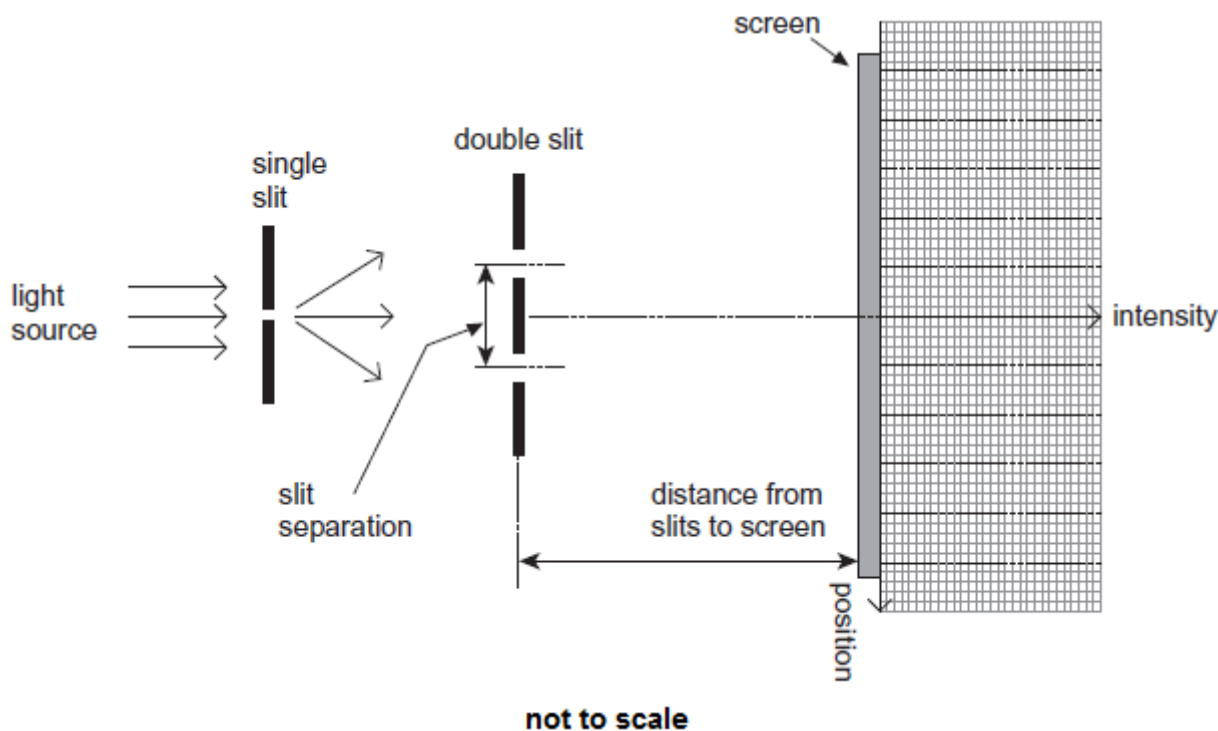 screen
double slit
single
slit
light
source
intensity
slit
separation
distance from
slits to screen
position
not to scale